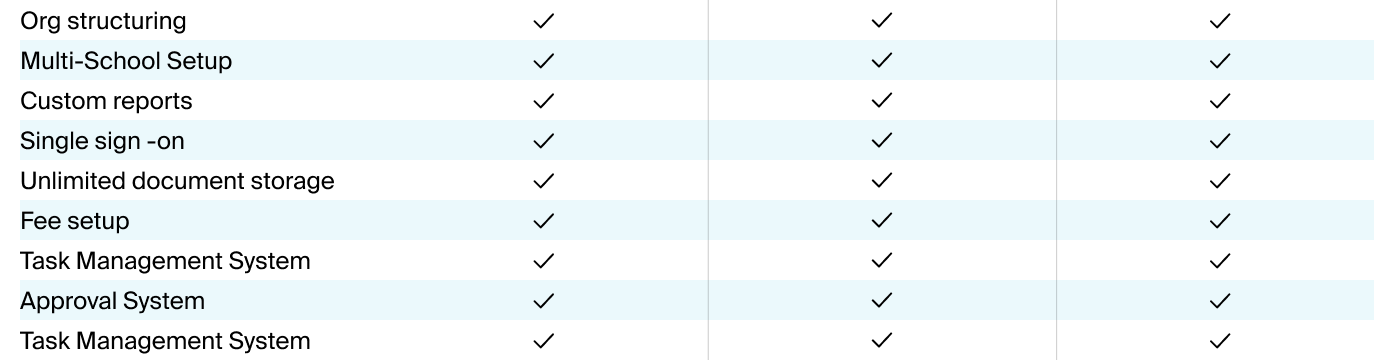 Org structuring ✓ ✓ ✓
Multi-School Setup ✓ ✓ ✓
Custom reports ✓ ✓ ✓
Single sign -on ✓ ✓ ✓
Unlimited document storage ✓ ✓ ✓
Fee setup ✓ ✓ ✓
Task Management System ✓ ✓ ✓
Approval System ✓ ✓ ✓
Task Management System ✓ ✓ ✓